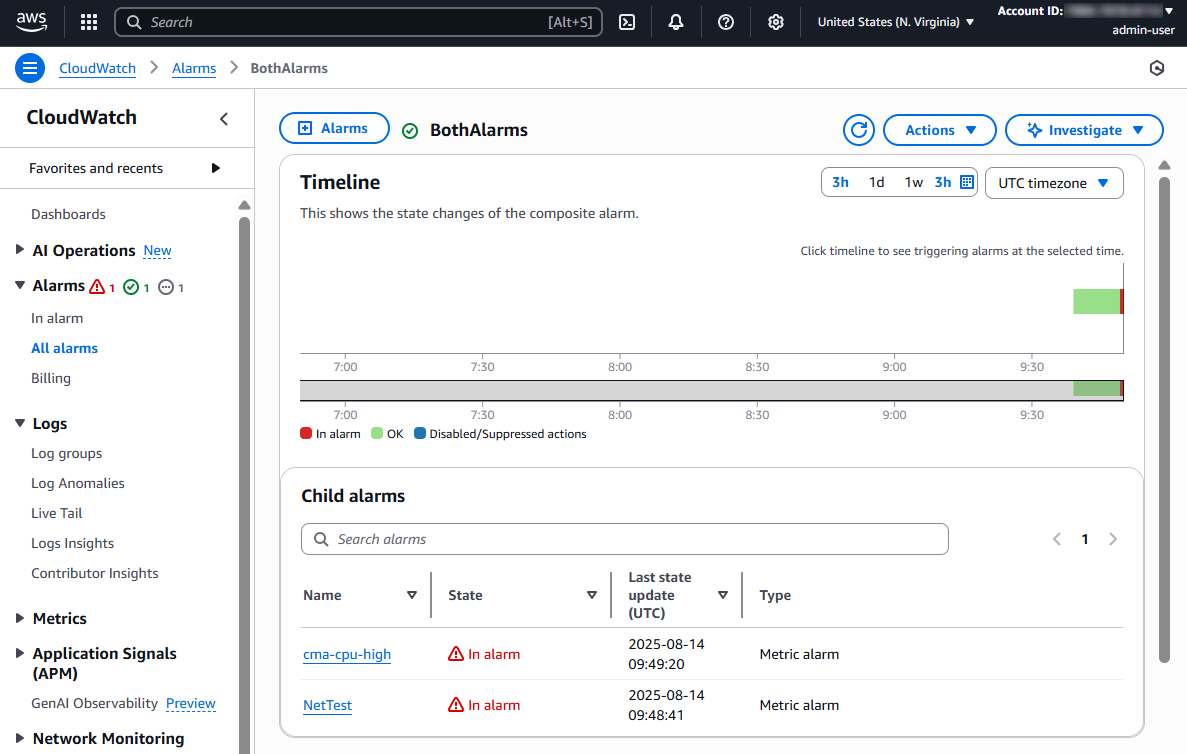 aws
Search [Alt+S]
United States (N. Virginia)
Account ID:
admin-user
CloudWatch Alarms BothAlarms
CloudWatch
Favorites and recents
Dashboards
AI Operations New
Alarms 1 1 1
In alarm
All alarms
Billing
Logs
Log groups
Log Anomalies
Live Tail
Logs Insights
Contributor Insights
Metrics
Application Signals
(APM)
GenAI Observability Preview
Network Monitoring
Alarms BothAlarms
Actions Investigate
Timeline
3h 1d 1w 3h UTC timezone
This shows the state changes of the composite alarm.
Click timeline to see triggering alarms at the selected time.
7:00 7:30 8:00 8:30 9:00 9:30
7:00 7:30 8:00 8:30 9:00 9:30
In alarm OK Disabled/Suppressed actions
Child alarms
Search alarms 1
Name State Last state
update
(UTC) Type
cma-cpu-high In alarm 2025-08-14
09:49:20 Metric alarm
NetTest In alarm 2025-08-14
09:48:41 Metric alarm